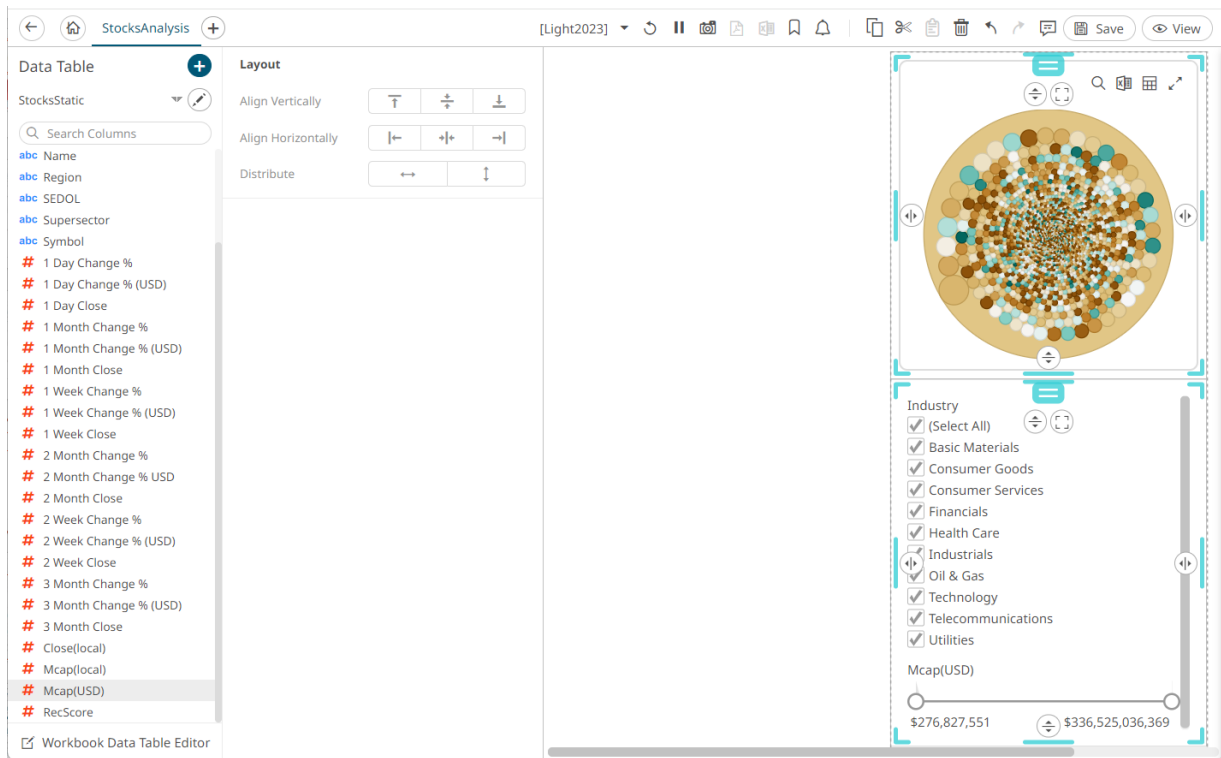 StocksAnalysis
[Light2023]
Save
View
Data Table
StocksStatic
Search Columns
abc Name
abc Region
abc SEDOL
abc Supersector
abc Symbol
# 1 Day Change %
# 1 Day Change % (USD)
# 1 Day Close
# 1 Month Change %
# 1 Month Change % (USD)
# 1 Month Close
# 1 Week Change %
# 1 Week Change % (USD)
# 1 Week Close
# 2 Month Change %
# 2 Month Change % USD
# 2 Month Close
# 2 Week Change %
# 2 Week Change % (USD)
# 2 Week Close
# 3 Month Change %
# 3 Month Change % (USD)
# 3 Month Close
# Close(local)
# Mcap(local)
# Mcap(USD)
# RecScore
Workbook Data Table Editor
Layout
Align Vertically
Align Horizontally
Distribute
Industry
(Select All)
Basic Materials
Consumer Goods
Consumer Services
Financials
Health Care
Industrials
Oil & Gas
Technology
Telecommunications
Utilities
Mcap(USD)
$276,827,551
$336,525,036,369